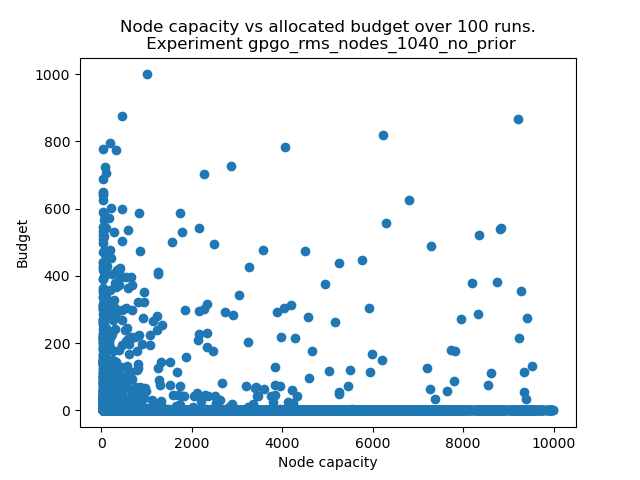 Node capacity vs allocated budget over 100 runs.
Experiment gpgo_rms_nodes_1040_no_prior
1000
800
600
400
200
0
Budget
0 2000 4000 6000 8000 10000
Node capacity